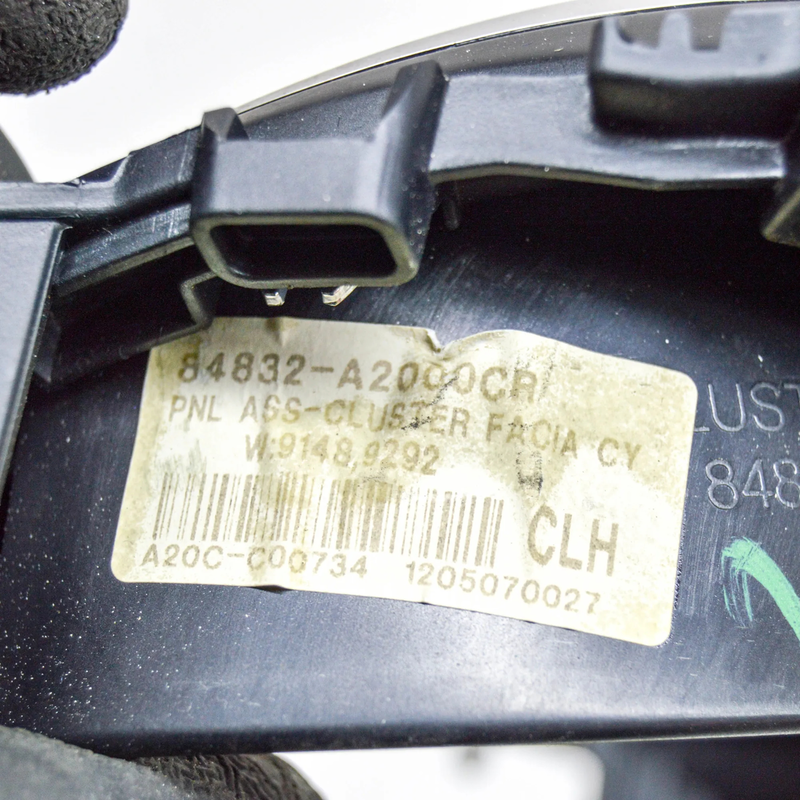 84832-A2000CR
PNL ASS-CLUSTER FACIA CY
W:9148,9292
CLH
A20C-C00734 1205070027
LUST
848